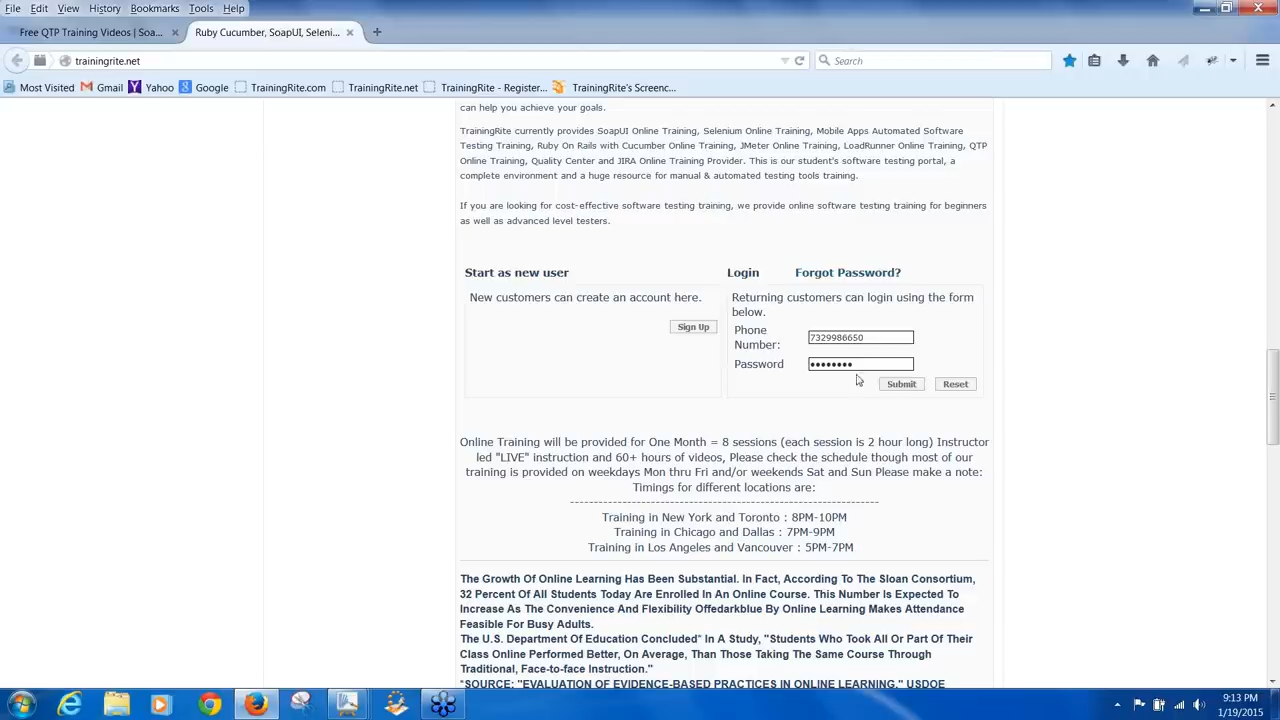 File Edit View History Bookmarks Tools Help
Free QTP Training Videos | Soa... × Ruby Cucumber, SoapUI, Seleni... × +
trainingrite.net Search
Most Visited Gmail Yahoo Google TrainingRite.com TrainingRite.net TrainingRite - Register... TrainingRite's Screenc...
can help you achieve your goals.
TrainingRite currently provides SoapUI Online Training, Selenium Online Training, Mobile Apps Automated Software
Testing Training, Ruby On Rails with Cucumber Online Training, JMeter Online Training, LoadRunner Online Training, QTP
Online Training, Quality Center and JIRA Online Training Provider. This is our student's software testing portal, a
complete environment and a huge resource for manual & automated testing tools training.
If you are looking for cost-effective software testing training, we provide online software testing training for beginners
as well as advanced level testers.
Start as new user Login Forgot Password?
New customers can create an account here. Returning customers can login using the form
below.
Sign Up
Phone
Number: 7329986650
Password ••••••••
Submit Reset
Online Training will be provided for One Month = 8 sessions (each session is 2 hour long) Instructor
led "LIVE" instruction and 60+ hours of videos, Please check the schedule though most of our
training is provided on weekdays Mon thru Fri and/or weekends Sat and Sun Please make a note:
Timings for different locations are:
--------------------------------------------------------------
Training in New York and Toronto : 8PM-10PM
Training in Chicago and Dallas : 7PM-9PM
Training in Los Angeles and Vancouver : 5PM-7PM
The Growth Of Online Learning Has Been Substantial. In Fact, According To The Sloan Consortium,
32 Percent Of All Students Today Are Enrolled In An Online Course. This Number Is Expected To
Increase As The Convenience And Flexibility Offedarkblue By Online Learning Makes Attendance
Feasible For Busy Adults.
The U.S. Department Of Education Concluded* In A Study, "Students Who Took All Or Part Of Their
Class Online Performed Better, On Average, Than Those Taking The Same Course Through
Traditional, Face-to-face Instruction."
*SOURCE: "EVALUATION OF EVIDENCE-BASED PRACTICES IN ONLINE LEARNING," USDOE
9:13 PM
1/19/2015